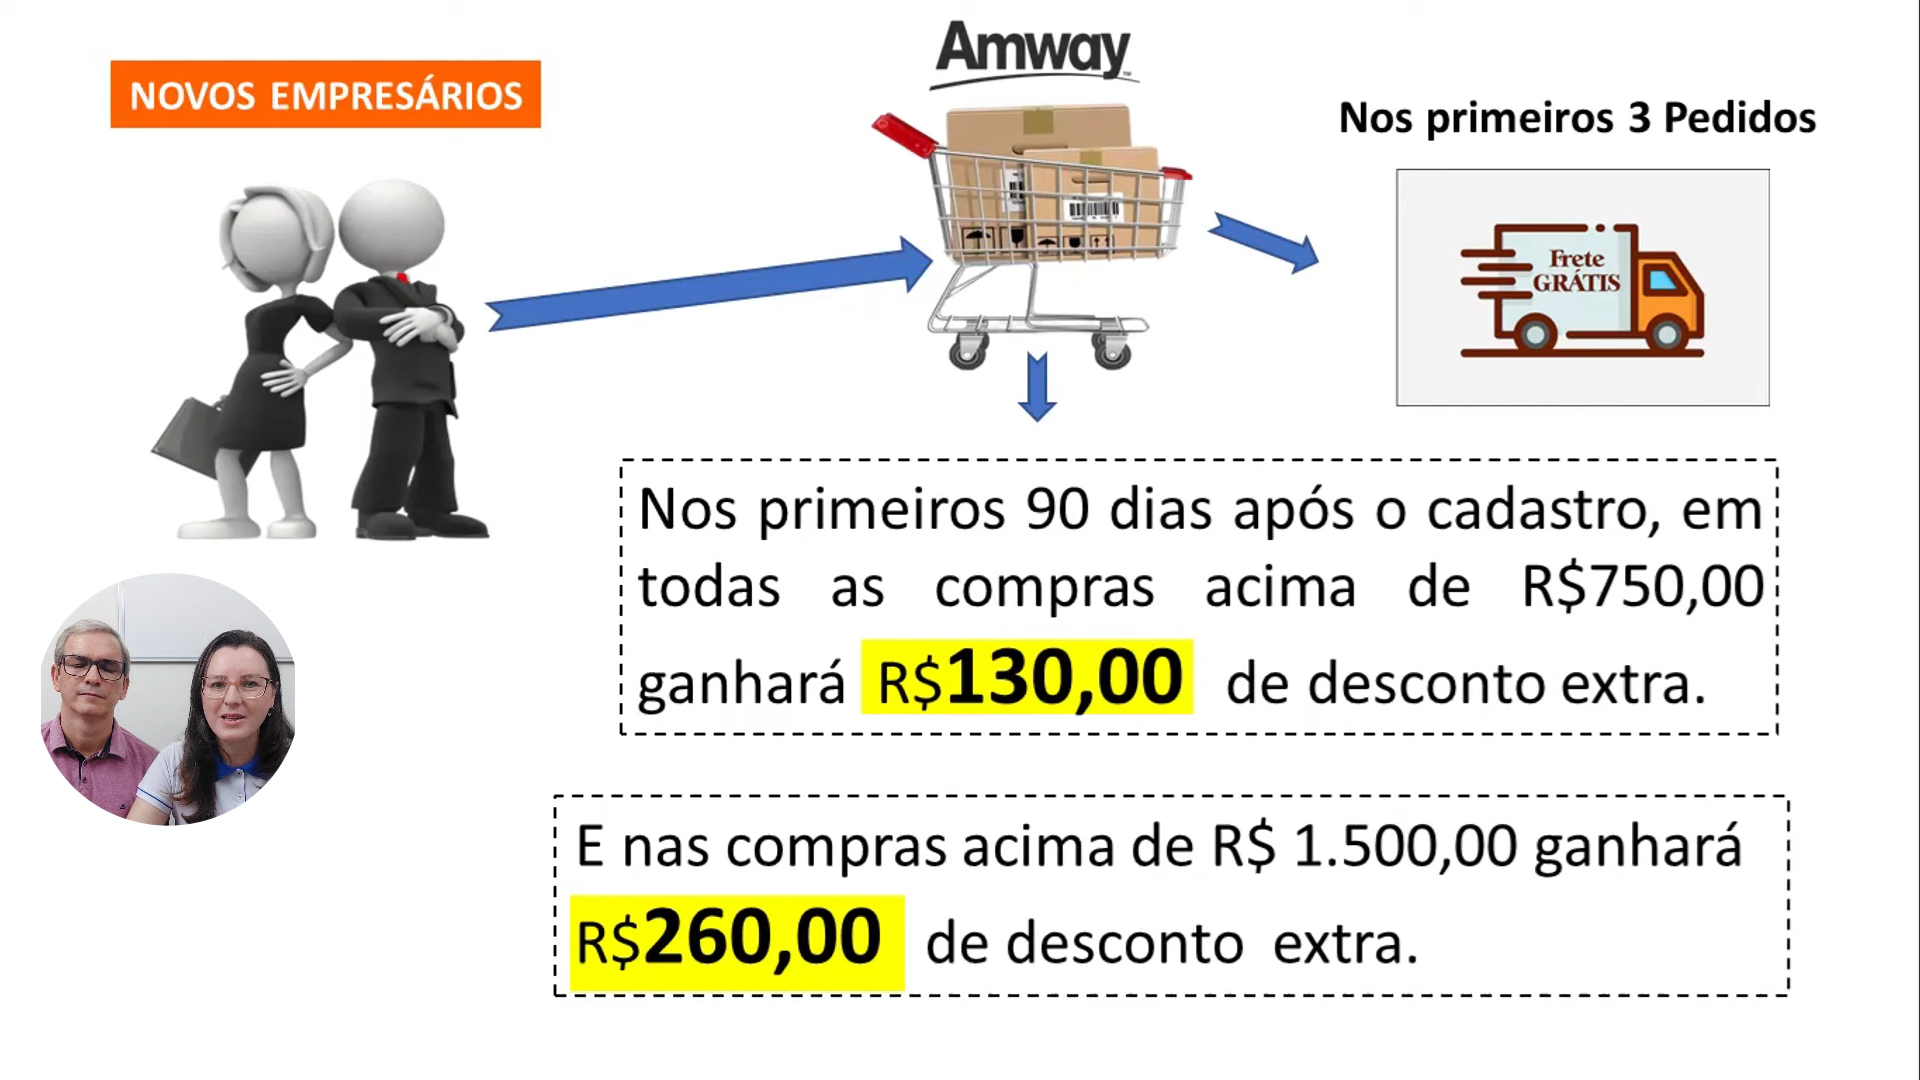 Amway
NOVOS EMPRESÁRIOS
Nos primeiros 3 Pedidos
Frete
GRÁTIS
Nos primeiros 90 dias após o cadastro, em
todas as compras acima de R$750,00
ganhará R$130,00 de desconto extra.
E nas compras acima de R$ 1.500,00 ganhará
R$260,00 de desconto extra.